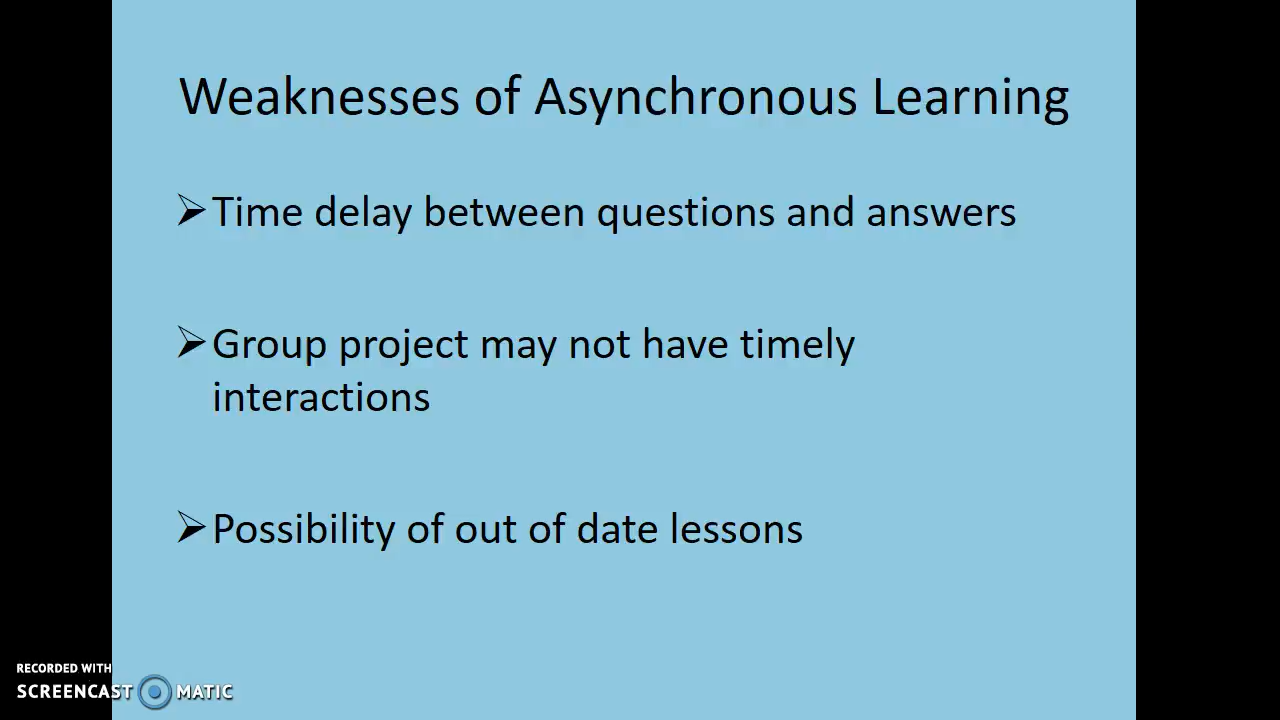 Weaknesses of Asynchronous Learning
Time delay between questions and answers
Group project may not have timely
interactions
Possibility of out of date lessons
RECORDED WITH
SCREENCAST MATIC